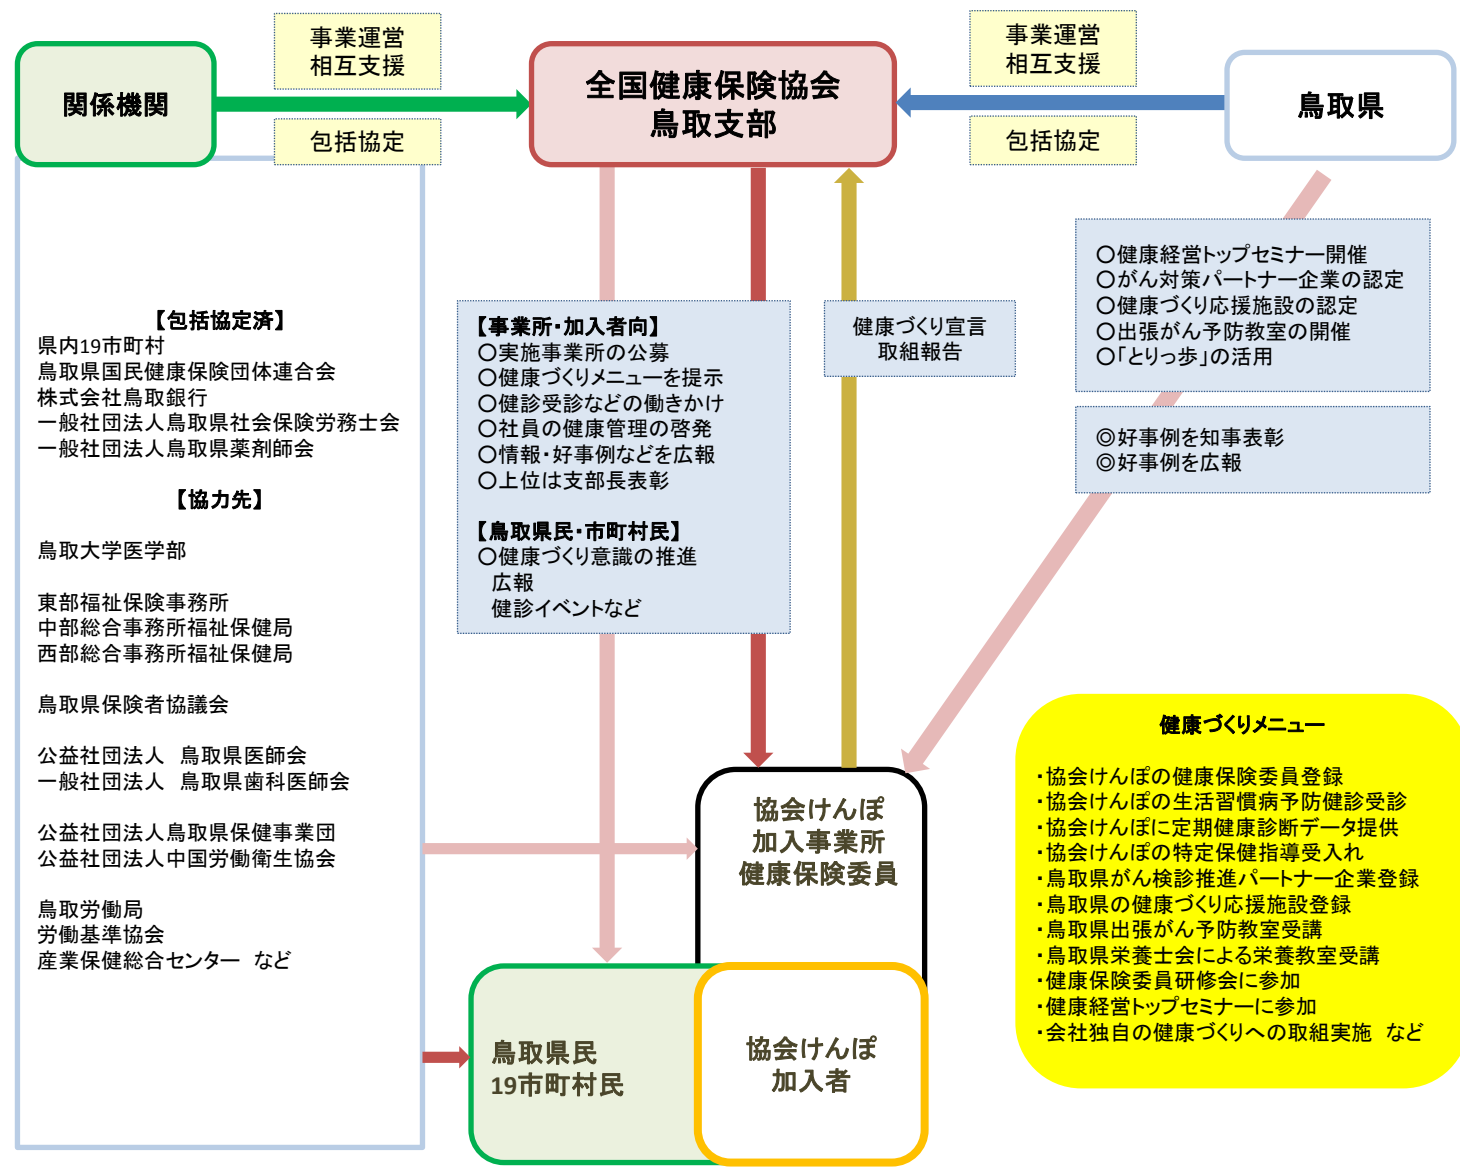 関係機関
事業運営
相互支援
包括協定
全国健康保険協会
鳥取支部
事業運営
相互支援
包括協定
鳥取県
【包括協定済】
県内19市町村
鳥取県国民健康保険団体連合会
株式会社鳥取銀行
一般社団法人鳥取県社会保険労務士会
一般社団法人鳥取県薬剤師会
【協力先】
鳥取大学医学部
東部福祉保険事務所
中部総合事務所福祉保健局
西部総合事務所福祉保健局
鳥取県保険者協議会
公益社団法人　鳥取県医師会
一般社団法人　鳥取県歯科医師会
公益社団法人鳥取県保健事業団
公益社団法人中国労働衛生協会
鳥取労働局
労働基準協会
産業保健総合センター　など
【事業所・加入者向】
○実施事業所の公募
○健康づくりメニューを提示
○健診受診などの働きかけ
○社員の健康管理の啓発
○情報・好事例などを広報
○上位は支部長表彰
【鳥取県民・市町村民】
○健康づくり意識の推進
広報
健診イベントなど
健康づくり宣言
取組報告
○健康経営トップセミナー開催
○がん対策パートナー企業の認定
○健康づくり応援施設の認定
○出張がん予防教室の開催
○「とりっ歩」の活用
◎好事例を知事表彰
◎好事例を広報
協会けんぽ
加入事業所
健康保険委員
鳥取県民
19市町村民
協会けんぽ
加入者
健康づくりメニュー
・協会けんぽの健康保険委員登録
・協会けんぽの生活習慣病予防健診受診
・協会けんぽに定期健康診断データ提供
・協会けんぽの特定保健指導受入れ
・鳥取県がん検診推進パートナー企業登録
・鳥取県の健康づくり応援施設登録
・鳥取県出張がん予防教室受講
・鳥取県栄養士会による栄養教室受講
・健康保険委員研修会に参加
・健康経営トップセミナーに参加
・会社独自の健康づくりへの取組実施　など